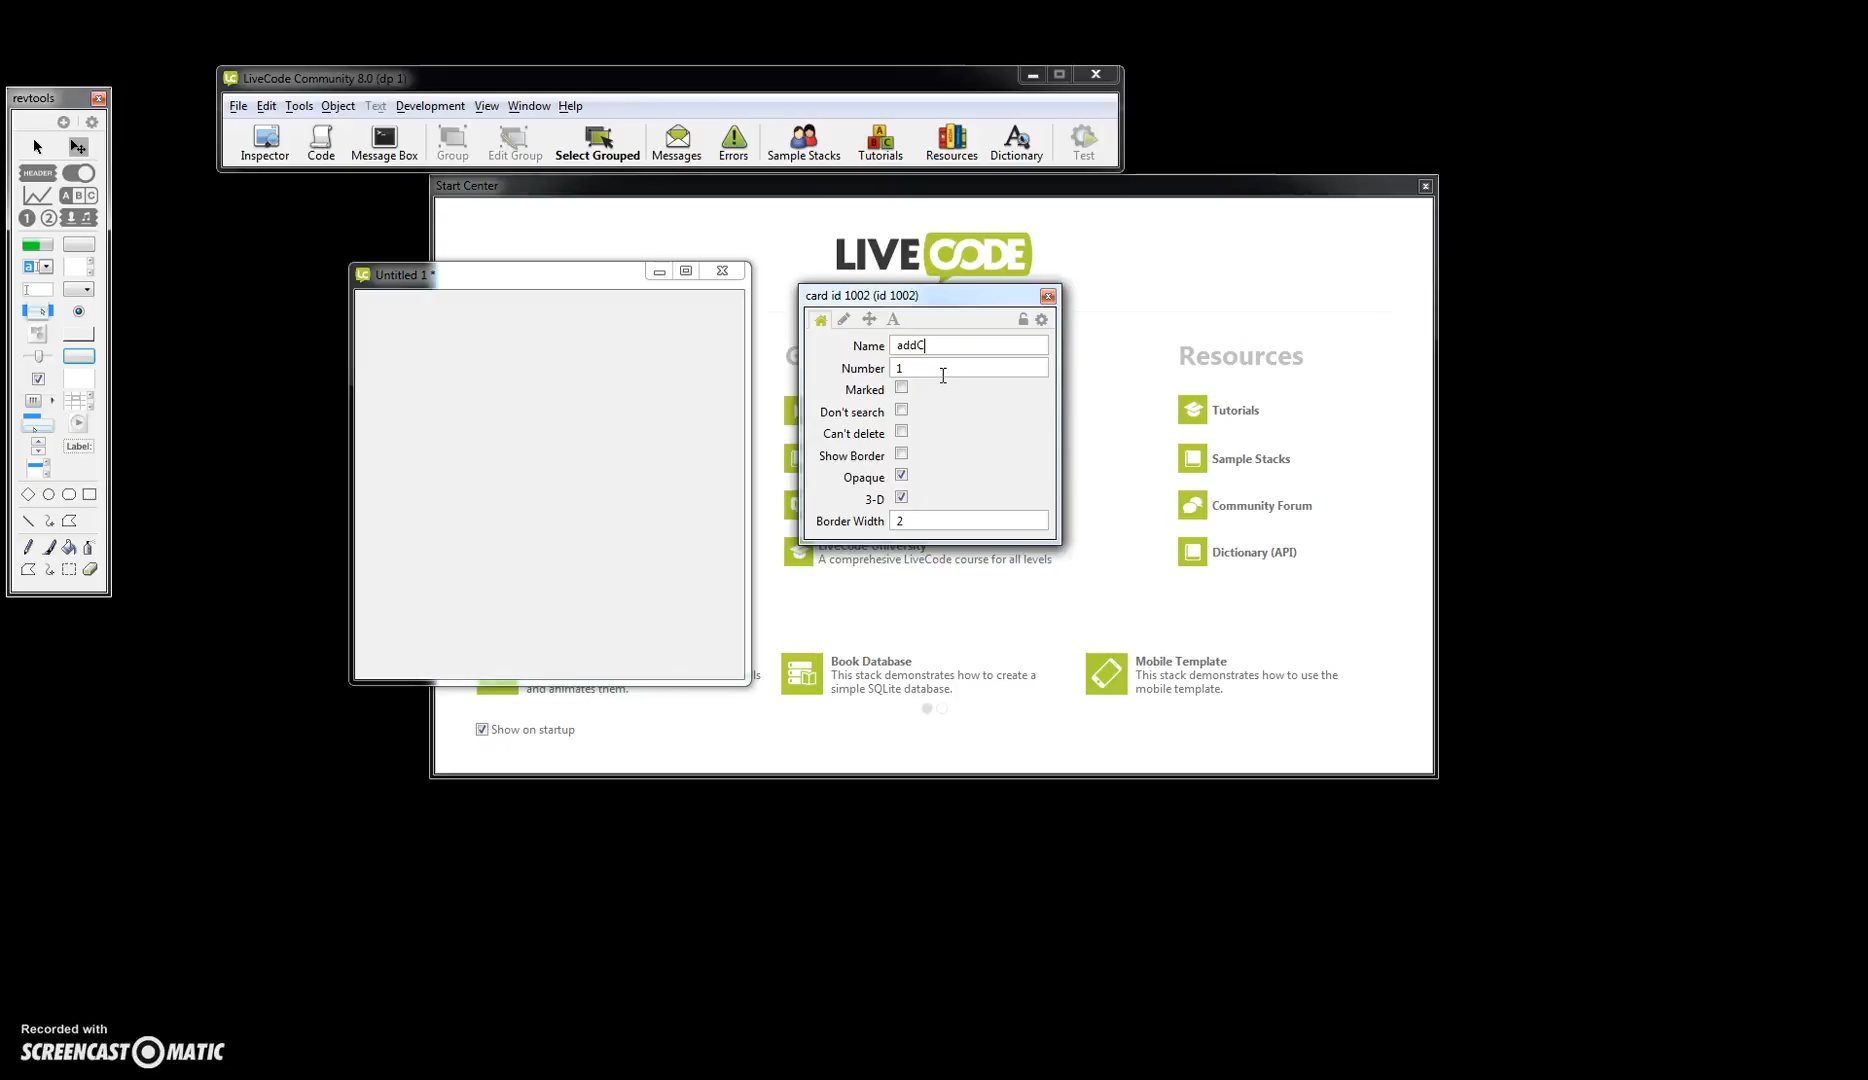 LiveCode Community 8.0 (dp 1)
File Edit Tools Object Text Development View Window Help
Inspector Code Message Box Group Edit Group Select Grouped Messages Errors Sample Stacks Tutorials Resources Dictionary Test
revtools
HEADER
A B C
1 2
Label:
Start Center
LIVECODE
Untitled 1 *
card id 1002 (id 1002)
A
Name addC
Number 1
Marked
Don't search
Can't delete
Show Border
Opaque
3-D
Border Width 2
Resources
Tutorials
Sample Stacks
Community Forum
Dictionary (API)
LiveCode University
A comprehesive LiveCode course for all levels
and animates them.
Book Database
This stack demonstrates how to create a
simple SQLite database.
Mobile Template
This stack demonstrates how to use the
mobile template.
Show on startup
Recorded with
SCREENCAST MATIC